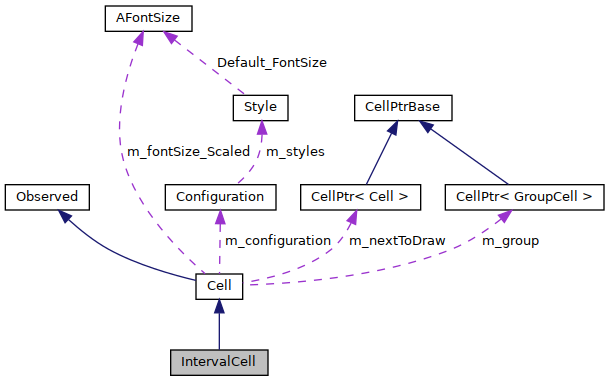 AFontSize
Default_FontSize
Style
CellPtrBase
m_fontSize_Scaled
m_styles
Observed
Configuration
CellPtr< Cell >
CellPtr< GroupCell >
m_configuration
m_nextToDraw
m_group
Cell
IntervalCell